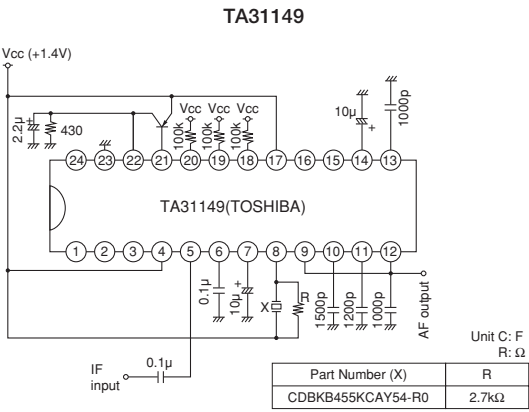 TA31149
Vcc (+1.4V)
2.2µ
+
430
Vcc
Vcc
Vcc
100k
100k
100k
10µ
+
1000p
24
23
22
21
20
19
18
17
16
15
14
13
TA31149(TOSHIBA)
1
2
3
4
5
6
7
8
9
10
11
12
0.1µ
10µ
+
X
R
1500p
1200p
1000p
AF output
IF
input
0.1µ
Unit C: F
R: Ω
Part Number (X) R
CDBKB455KCAY54-R0 2.7kΩ